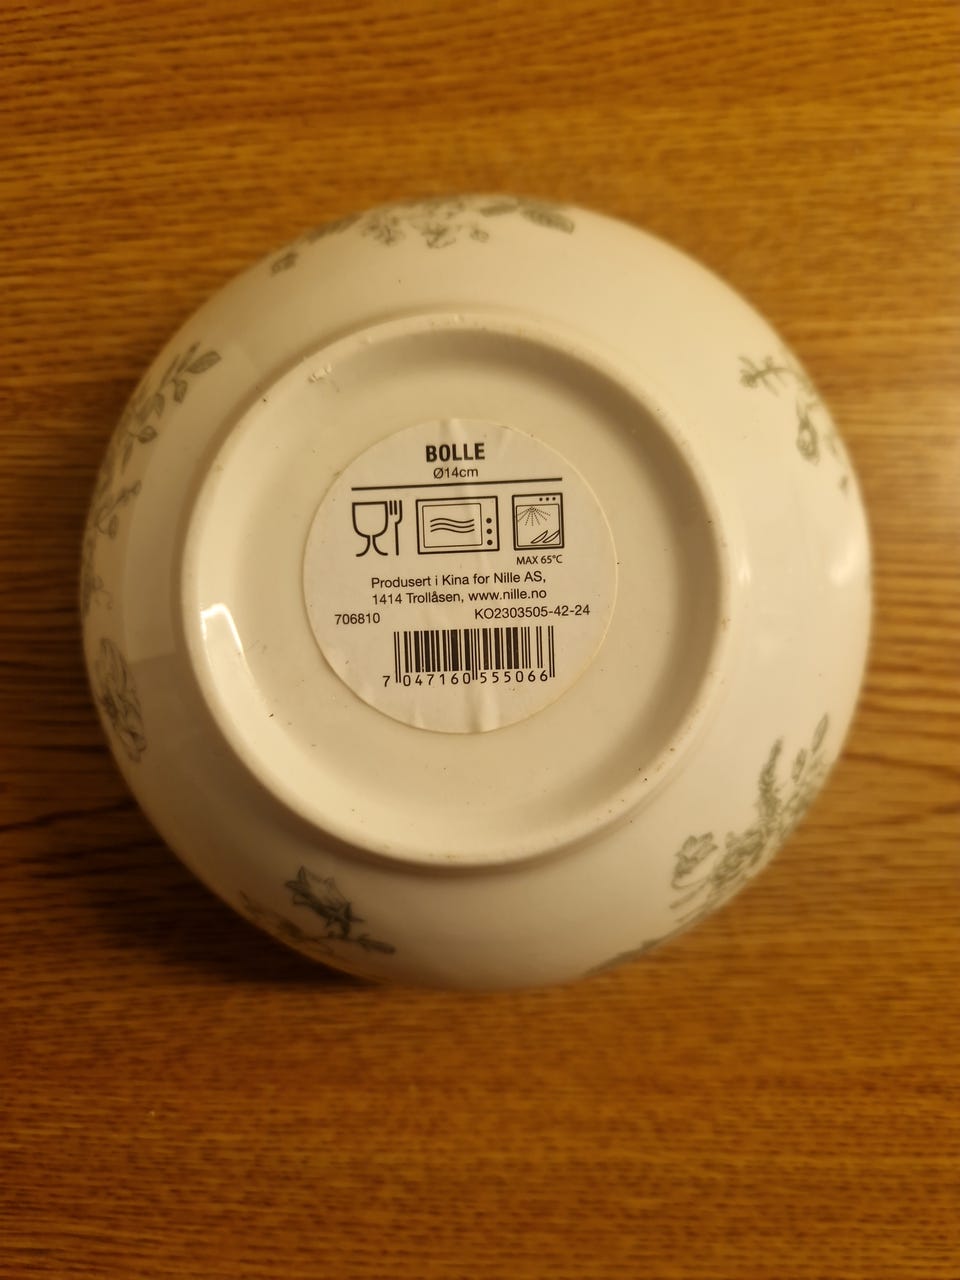 BOLLE
Ø14cm
MAX 65°C
Produsert i Kina for Nille AS,
1414 Trollåsen, www.nille.no
706810 KO2303505-42-24
7 047160 555066